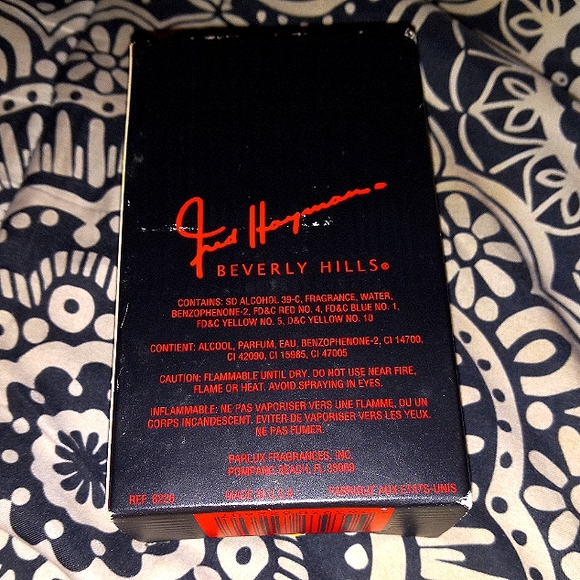 Fred Hayman
BEVERLY HILLS®
CONTAINS: SD ALCOHOL 39-C, FRAGRANCE, WATER,
BENZOPHENONE-2, FD&C RED NO. 4, FD&C BLUE NO. 1,
FD&C YELLOW NO. 5, D&C YELLOW NO. 10
CONTIENT: ALCOOL, PARFUM, EAU, BENZOPHENONE-2, CI 14700,
CI 42090, CI 15985, CI 47005
CAUTION: FLAMMABLE UNTIL DRY. DO NOT USE NEAR FIRE,
FLAME OR HEAT. AVOID SPRAYING IN EYES.
INFLAMMABLE: NE PAS VAPORISER VERS UNE FLAMME, OU UN
CORPS INCANDESCENT. EVITER DE VAPORISER VERS LES YEUX.
NE PAS FUMER.
PARLUX FRAGRANCES, INC.
POMPANO BEACH, FL 33069
REF. MADE IN U.S.A. FABRIQUE AUX ETATS-UNIS